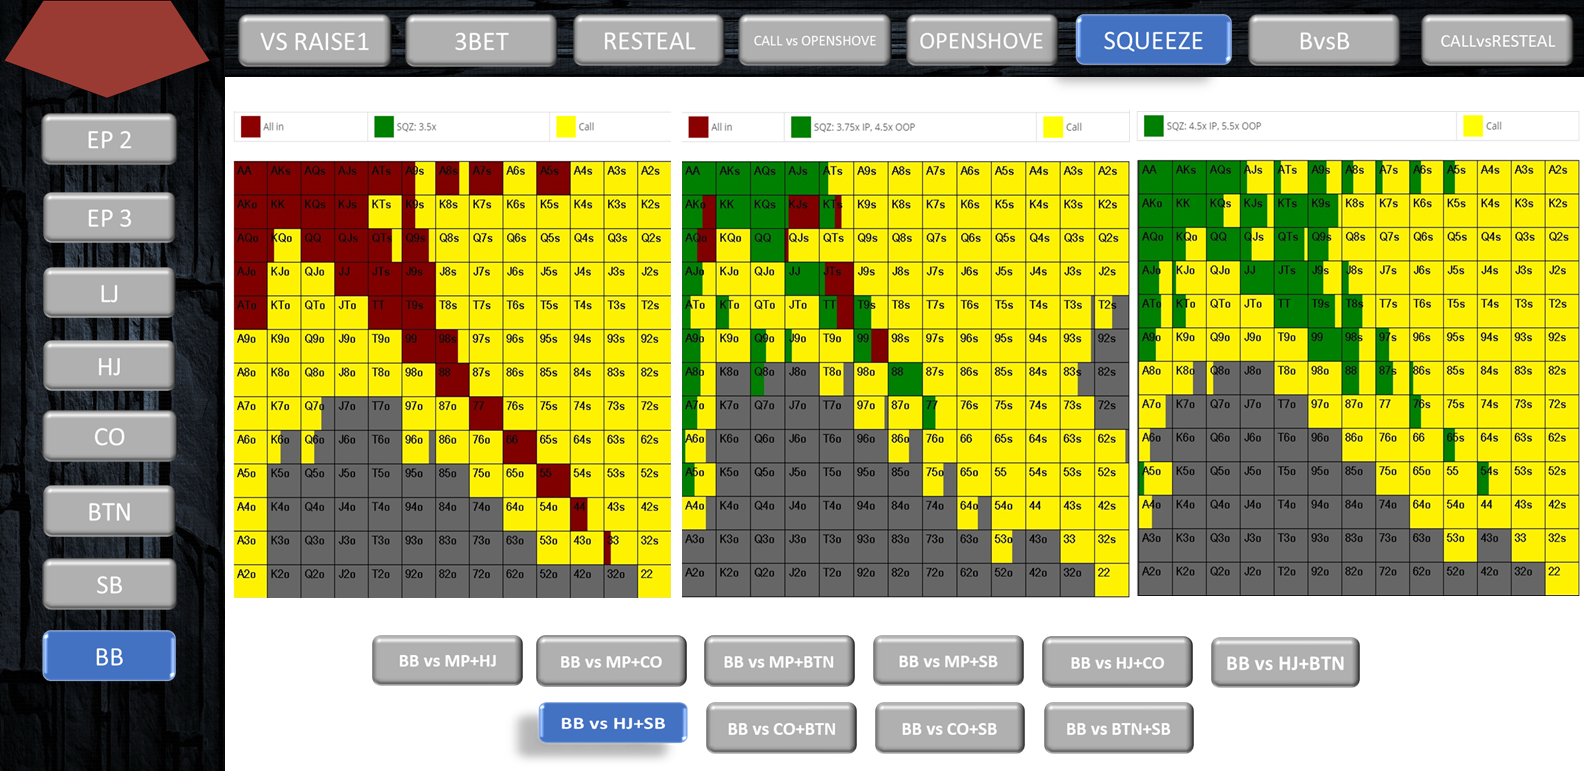 VS RAISE1 3BET RESTEAL CALL vs OPENSHOVE OPENSHOVE SQUEEZE BvsB CALLvsRESTEAL
EP 2
EP 3
LJ
HJ
CO
BTN
SB
BB
All in SQZ: 3.5x Call
AA AKs AQs AJs ATs A9s A8s A7s A6s A5s A4s A3s A2s
AKo KK KQs KJs KTs K9s K8s K7s K6s K5s K4s K3s K2s
AQo KQo QQ QJs QTs Q9s Q8s Q7s Q6s Q5s Q4s Q3s Q2s
AJo KJo QJo JJ JTs J9s J8s J7s J6s J5s J4s J3s J2s
ATo KTo QTo JTo TT T9s T8s T7s T6s T5s T4s T3s T2s
A9o K9o Q9o J9o T9o 99 98s 97s 96s 95s 94s 93s 92s
A8o K8o Q8o J8o T8o 98o 88 87s 86s 85s 84s 83s 82s
A7o K7o Q7o J7o T7o 97o 87o 77 76s 75s 74s 73s 72s
A6o K6o Q6o J6o T6o 96o 86o 76o 66 65s 64s 63s 62s
A5o K5o Q5o J5o T5o 95o 85o 75o 65o 55 54s 53s 52s
A4o K4o Q4o J4o T4o 94o 84o 74o 64o 54o 44 43s 42s
A3o K3o Q3o J3o T3o 93o 83o 73o 63o 53o 43o 33 32s
A2o K2o Q2o J2o T2o 92o 82o 72o 62o 52o 42o 32o 22
All in SQZ: 3.75x IP, 4.5x OOP Call
AA AKs AQs AJs ATs A9s A8s A7s A6s A5s A4s A3s A2s
AKo KK KQs KJs KTs K9s K8s K7s K6s K5s K4s K3s K2s
AQo KQo QQ QJs QTs Q9s Q8s Q7s Q6s Q5s Q4s Q3s Q2s
AJo KJo QJo JJ JTs J9s J8s J7s J6s J5s J4s J3s J2s
ATo KTo QTo JTo TT T9s T8s T7s T6s T5s T4s T3s T2s
A9o K9o Q9o J9o T9o 99 98s 97s 96s 95s 94s 93s 92s
A8o K8o Q8o J8o T8o 98o 88 87s 86s 85s 84s 83s 82s
A7o K7o Q7o J7o T7o 97o 87o 77 76s 75s 74s 73s 72s
A6o K6o Q6o J6o T6o 96o 86o 76o 66 65s 64s 63s 62s
A5o K5o Q5o J5o T5o 95o 85o 75o 65o 55 54s 53s 52s
A4o K4o Q4o J4o T4o 94o 84o 74o 64o 54o 44 43s 42s
A3o K3o Q3o J3o T3o 93o 83o 73o 63o 53o 43o 33 32s
A2o K2o Q2o J2o T2o 92o 82o 72o 62o 52o 42o 32o 22
SQZ: 4.5x IP, 5.5x OOP Call
AA AKs AQs AJs ATs A9s A8s A7s A6s A5s A4s A3s A2s
AKo KK KQs KJs KTs K9s K8s K7s K6s K5s K4s K3s K2s
AQo KQo QQ QJs QTs Q9s Q8s Q7s Q6s Q5s Q4s Q3s Q2s
AJo KJo QJo JJ JTs J9s J8s J7s J6s J5s J4s J3s J2s
ATo KTo QTo JTo TT T9s T8s T7s T6s T5s T4s T3s T2s
A9o K9o Q9o J9o T9o 99 98s 97s 96s 95s 94s 93s 92s
A8o K8o Q8o J8o T8o 98o 88 87s 86s 85s 84s 83s 82s
A7o K7o Q7o J7o T7o 97o 87o 77 76s 75s 74s 73s 72s
A6o K6o Q6o J6o T6o 96o 86o 76o 66 65s 64s 63s 62s
A5o K5o Q5o J5o T5o 95o 85o 75o 65o 55 54s 53s 52s
A4o K4o Q4o J4o T4o 94o 84o 74o 64o 54o 44 43s 42s
A3o K3o Q3o J3o T3o 93o 83o 73o 63o 53o 43o 33 32s
A2o K2o Q2o J2o T2o 92o 82o 72o 62o 52o 42o 32o 22
BB vs MP+HJ BB vs MP+CO BB vs MP+BTN BB vs MP+SB BB vs HJ+CO BB vs HJ+BTN
BB vs HJ+SB BB vs CO+BTN BB vs CO+SB BB vs BTN+SB